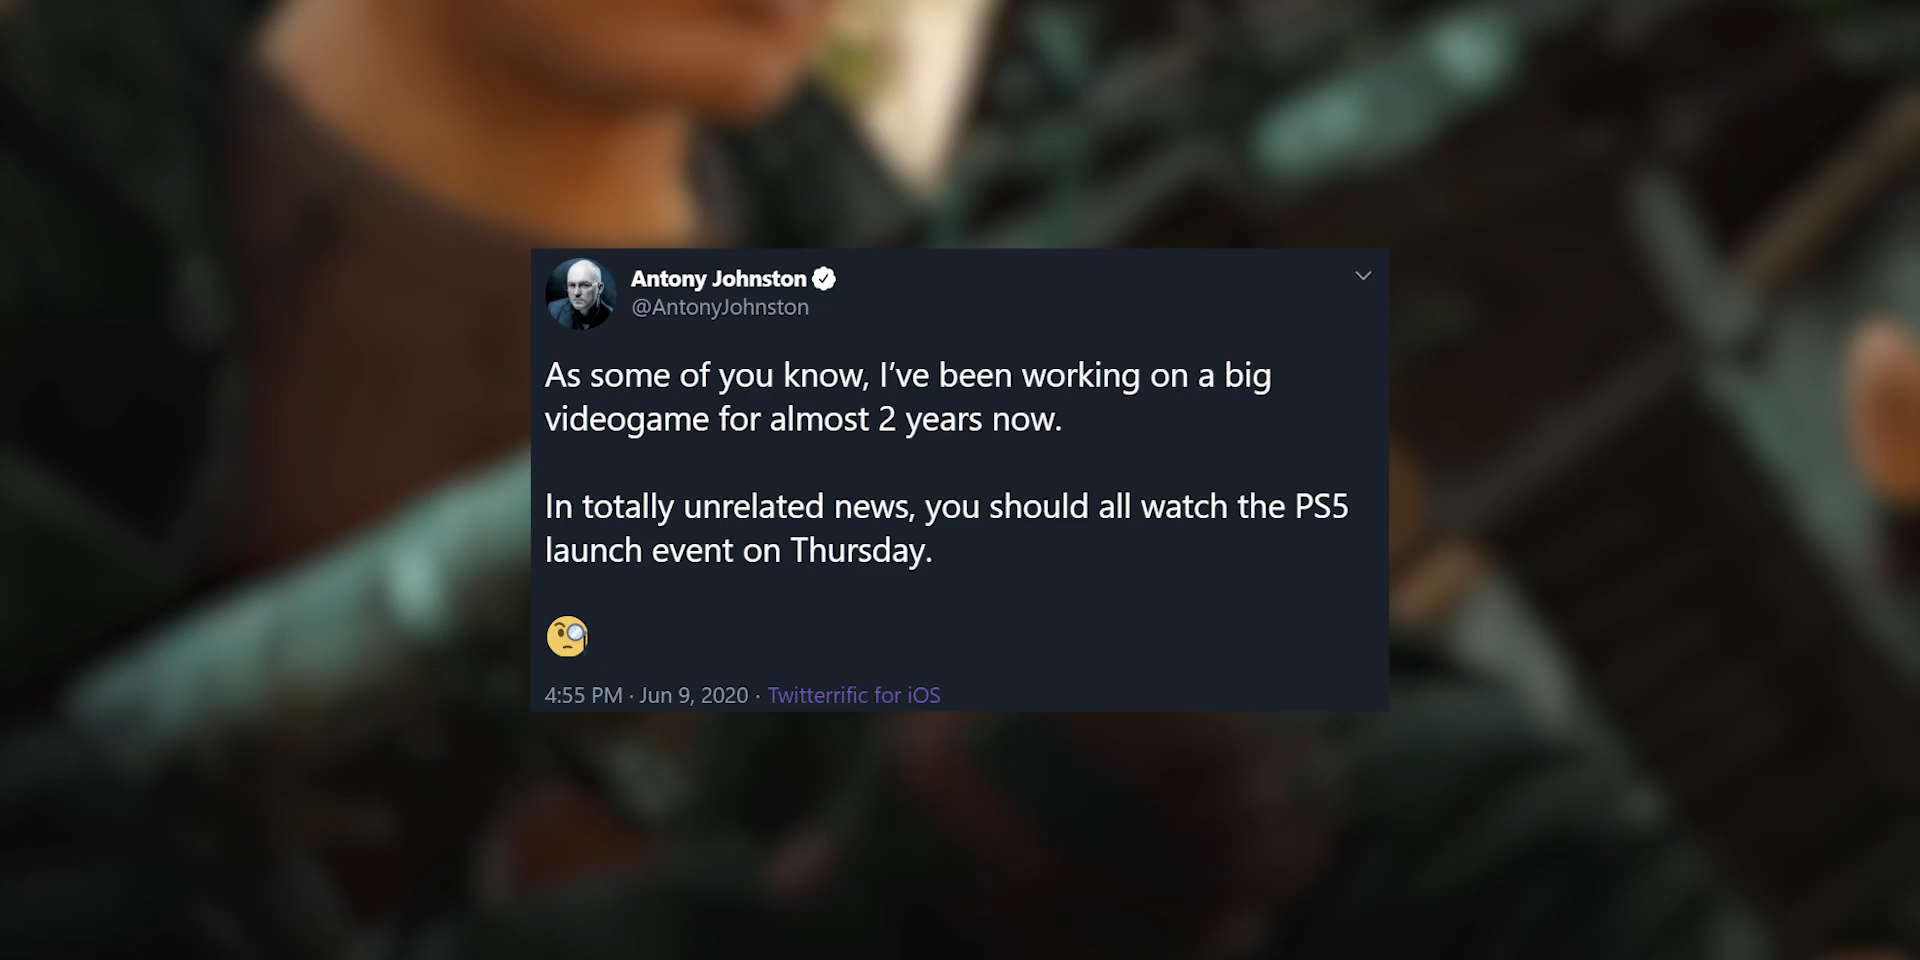 Antony Johnston
@AntonyJohnston
As some of you know, I’ve been working on a big
videogame for almost 2 years now.
In totally unrelated news, you should all watch the PS5
launch event on Thursday.
4:55 PM · Jun 9, 2020 · Twitterrific for iOS